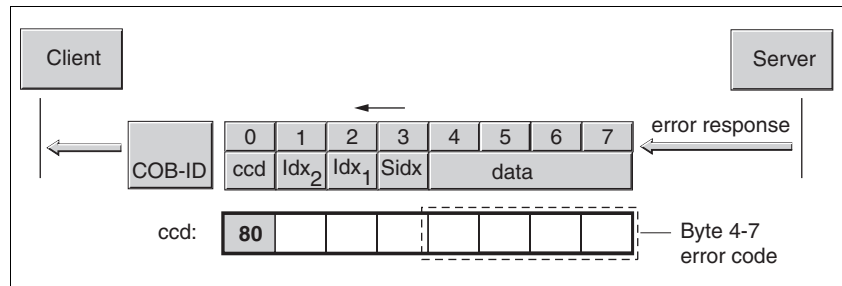 Client
Server
0 1 2 3 4 5 6 7
error response
COB-ID ccd Idx2 Idx1 Sidx data
ccd: 80
Byte 4-7
error code